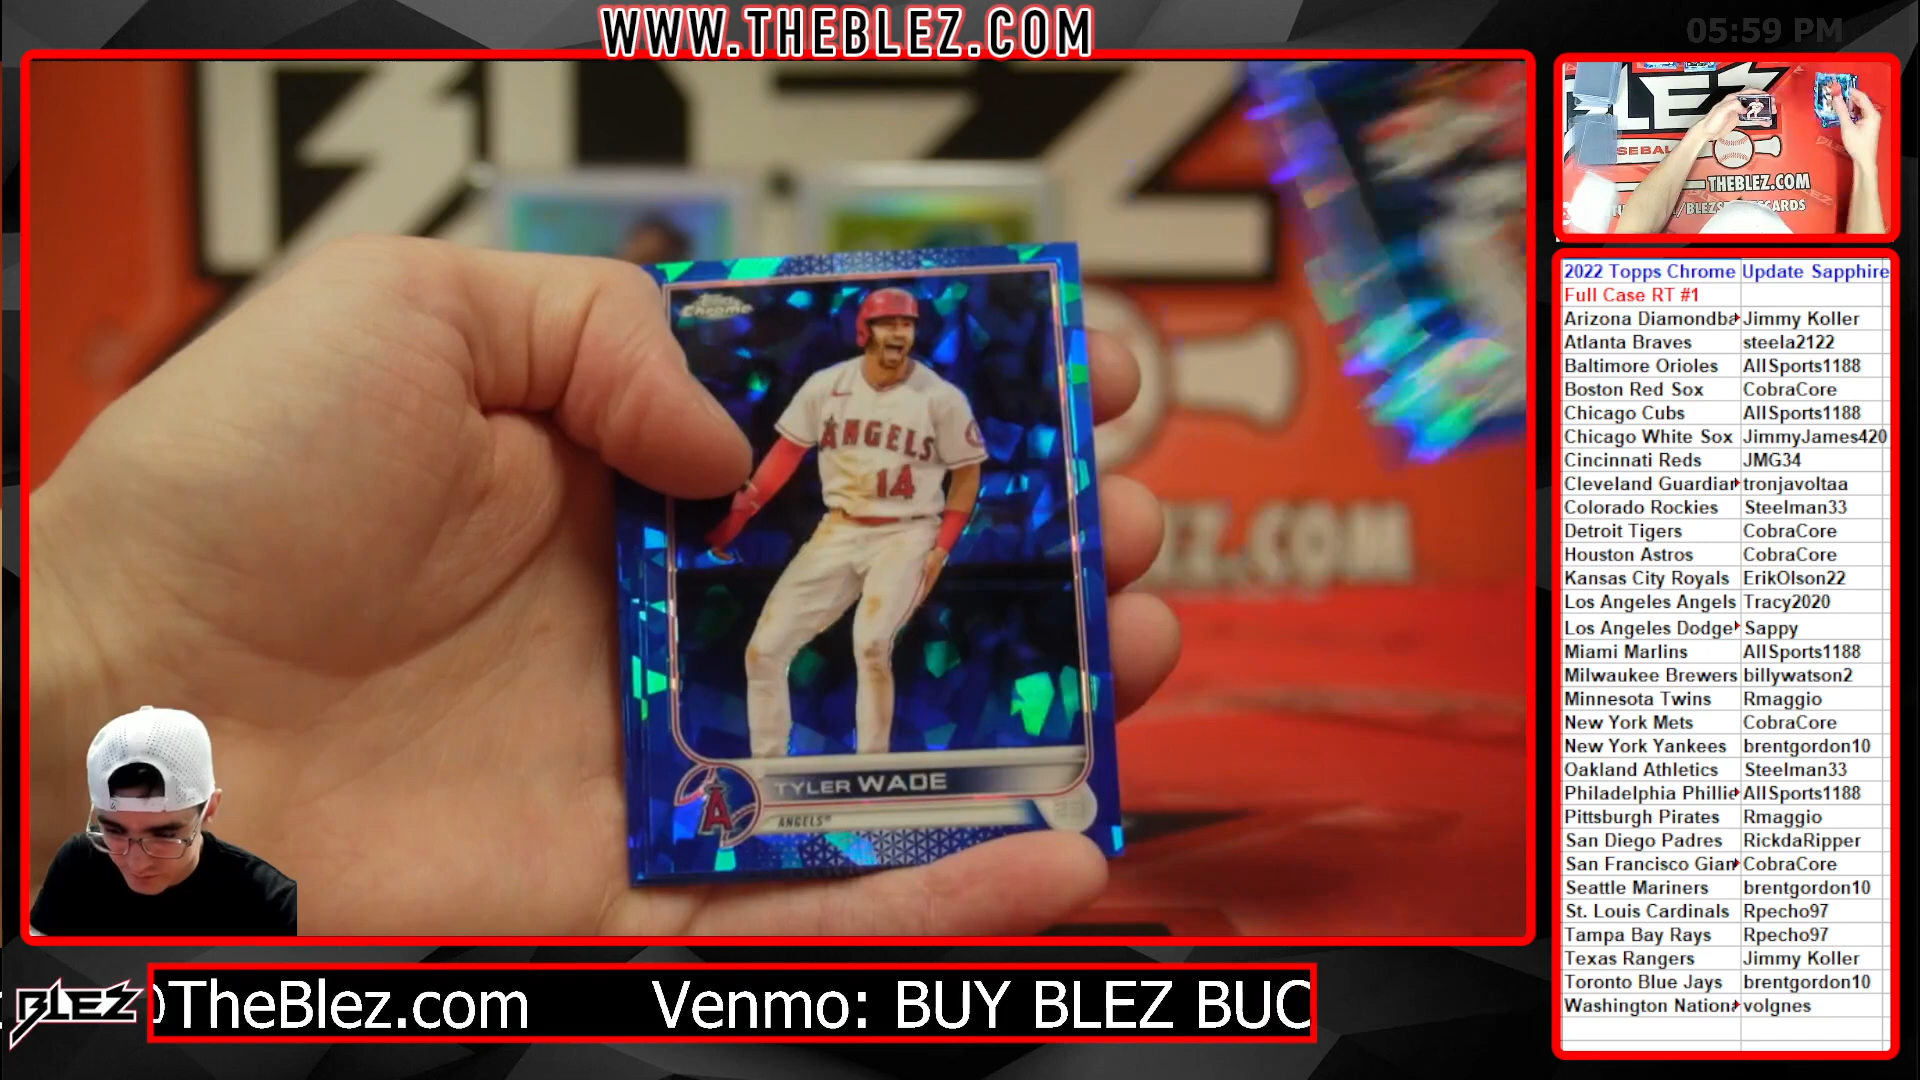 WWW.THEBLEZ.COM
05:59 PM
BLEZ
THEBLEZ.COM
Topps
Chrome
ANGELS
14
TYLER WADE
A
ANGELS
BLEZ.COM
2022 Topps Chrome Update Sapphire
Full Case RT #1
Arizona Diamondba Jimmy Koller
Atlanta Braves steela2122
Baltimore Orioles AllSports1188
Boston Red Sox CobraCore
Chicago Cubs AllSports1188
Chicago White Sox JimmyJames420
Cincinnati Reds JMG34
Cleveland Guardian tronjavoltaa
Colorado Rockies Steelman33
Detroit Tigers CobraCore
Houston Astros CobraCore
Kansas City Royals ErikOlson22
Los Angeles Angels Tracy2020
Los Angeles Dodge Sappy
Miami Marlins AllSports1188
Milwaukee Brewers billywatson2
Minnesota Twins Rmaggio
New York Mets CobraCore
New York Yankees brentgordon10
Oakland Athletics Steelman33
Philadelphia Phillie AllSports1188
Pittsburgh Pirates Rmaggio
San Diego Padres RickdaRipper
San Francisco Gian CobraCore
Seattle Mariners brentgordon10
St. Louis Cardinals Rpecho97
Tampa Bay Rays Rpecho97
Texas Rangers Jimmy Koller
Toronto Blue Jays brentgordon10
Washington Nationa volgnes
BLEZ
@TheBlez.com Venmo: BUY BLEZ BUC